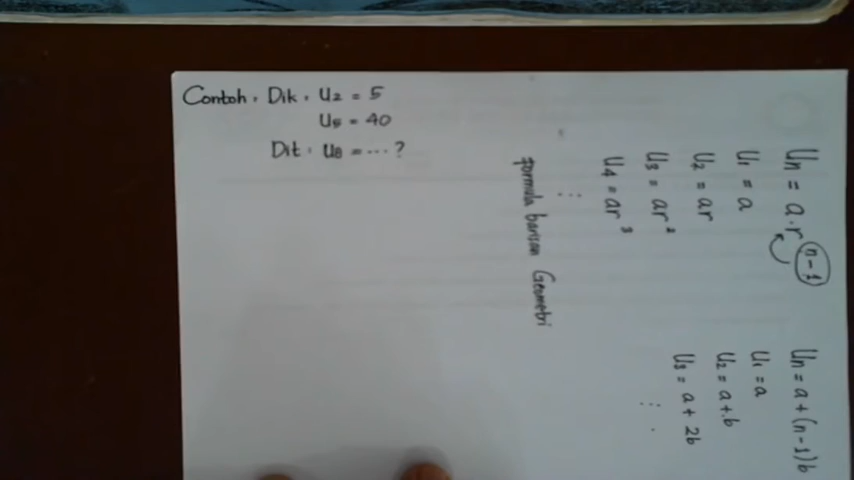 Contoh : Dik : U₂ = 5
U₅ = 40
Dit : U₈ = ... ?
Uₙ = a . r⁽ⁿ⁻¹⁾
U₁ = a
U₂ = ar
U₃ = ar²
U₄ = ar³
⋮
formula barisan Geometri
Uₙ = a + (n-1)b
U₁ = a
U₂ = a + b
U₃ = a + 2b
⋮